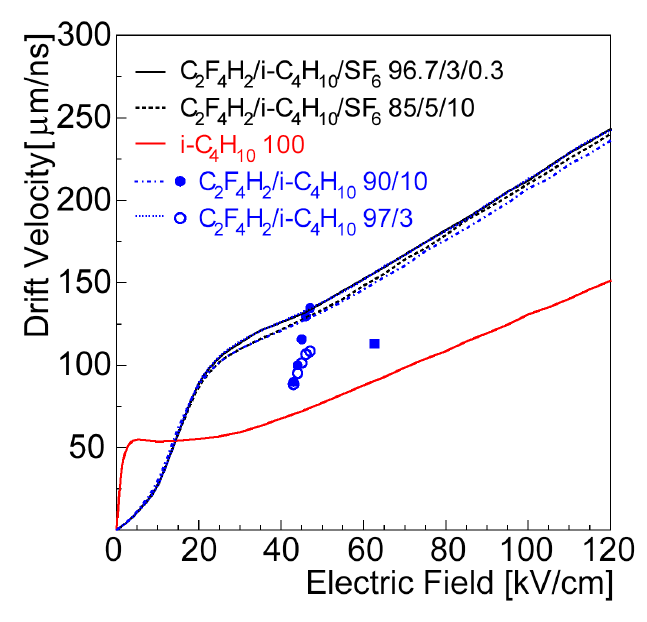 300
250
200
150
100
50
C₂F₄H₂/i-C₄H₁₀/SF₆ 96.7/3/0.3
C₂F₄H₂/i-C₄H₁₀/SF₆ 85/5/10
i-C₄H₁₀ 100
C₂F₄H₂/i-C₄H₁₀ 90/10
C₂F₄H₂/i-C₄H₁₀ 97/3
Drift Velocity[μm/ns]
0 20 40 60 80 100 120
Electric Field [kV/cm]